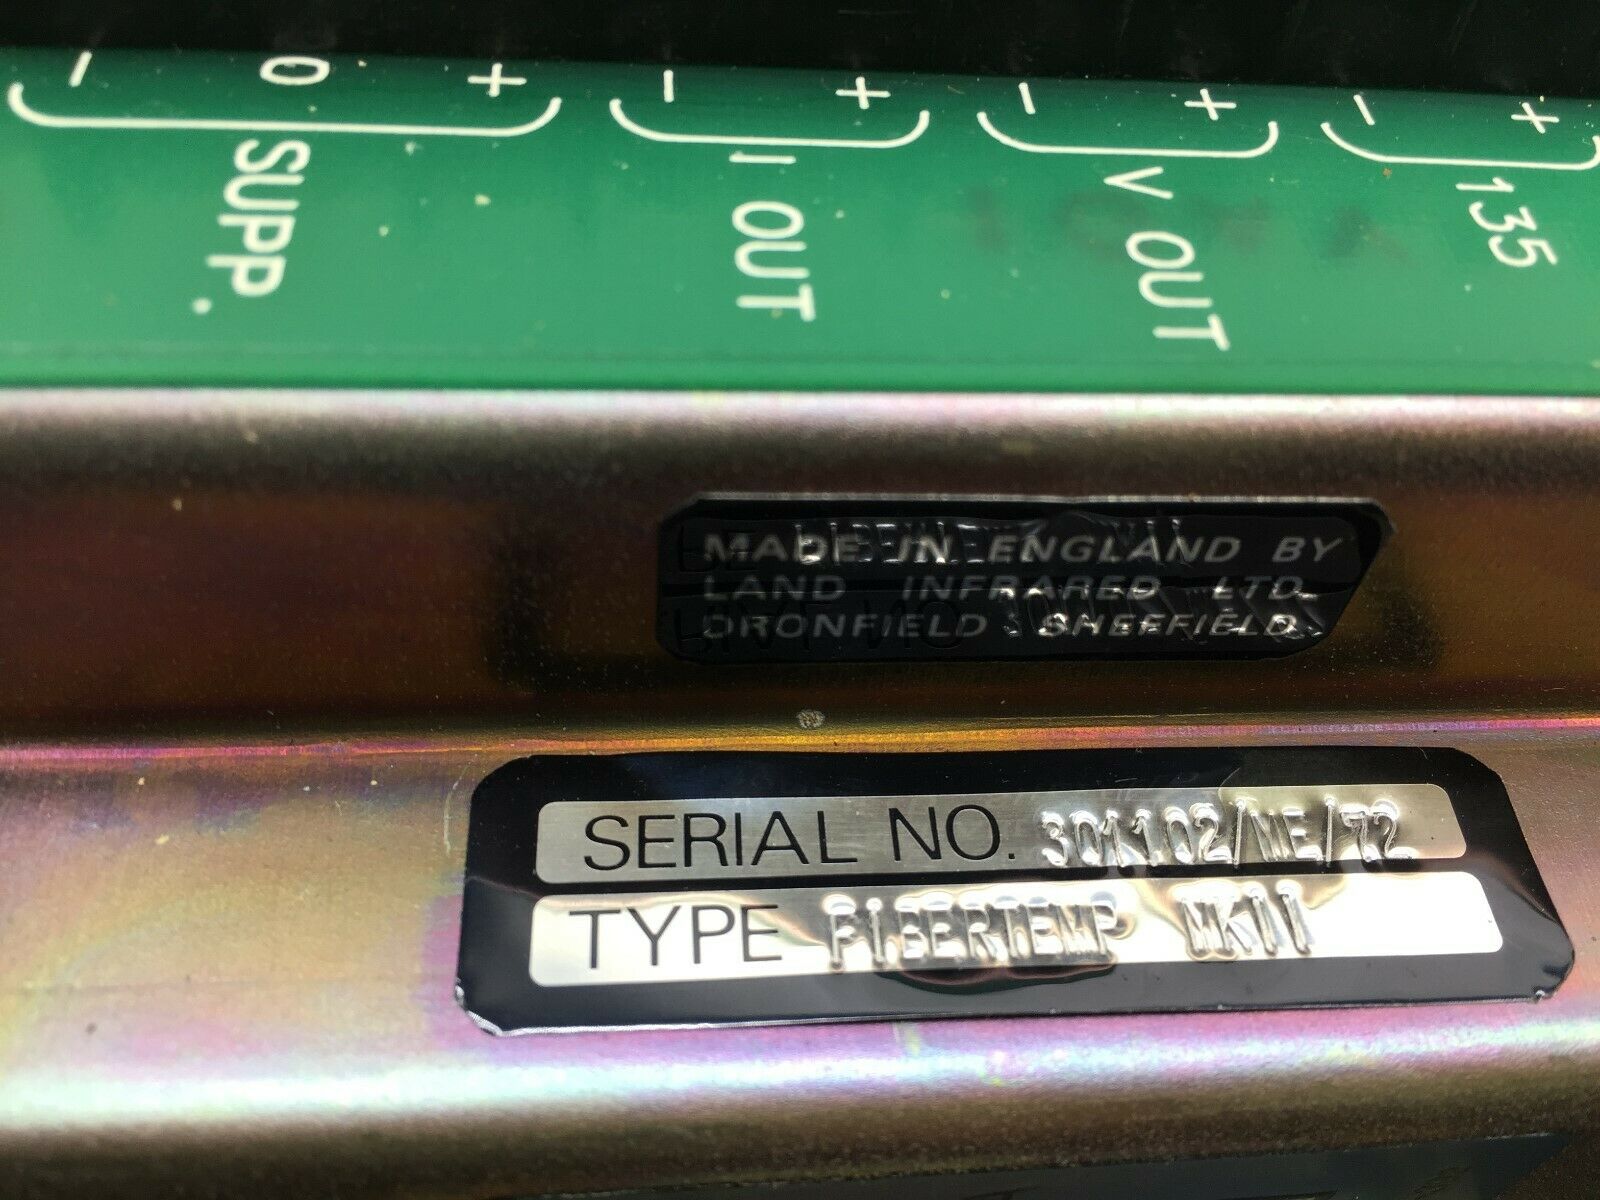 - 0 + - + - + - +
SUPP. I OUT V OUT 135
MADE IN ENGLAND BY
LAND INFRARED LTD.
DRONFIELD SHEFFIELD
SERIAL NO. 301102/ME/72
TYPE FIBERTEMP MKII